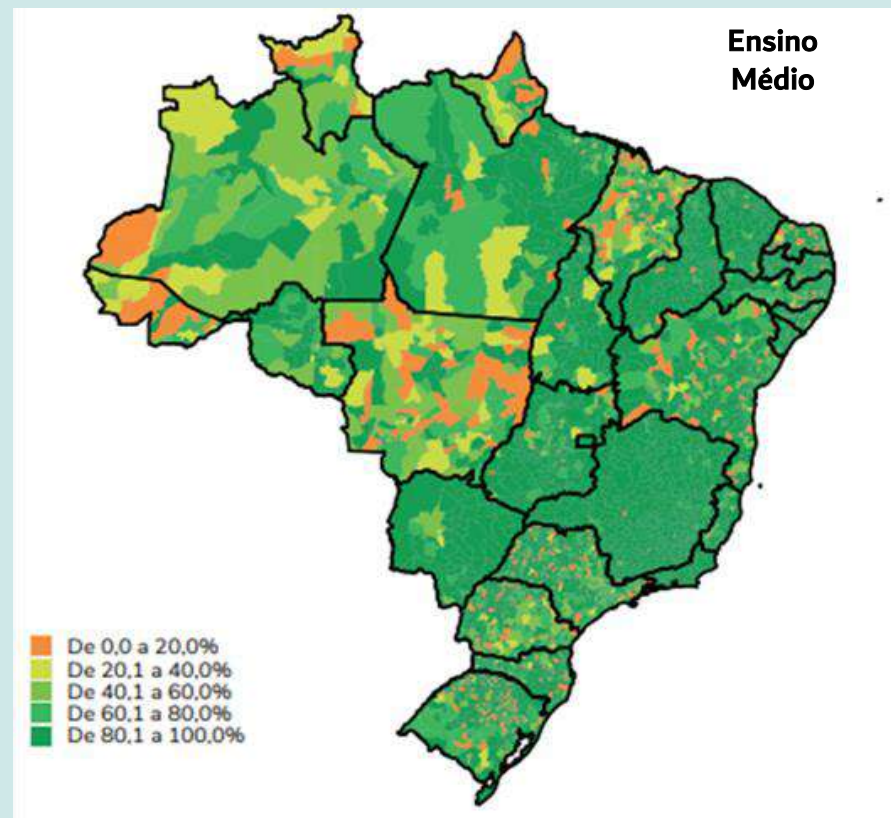 Ensino
Médio
De 0,0 a 20,0%
De 20,1 a 40,0%
De 40,1 a 60,0%
De 60,1 a 80,0%
De 80,1 a 100,0%